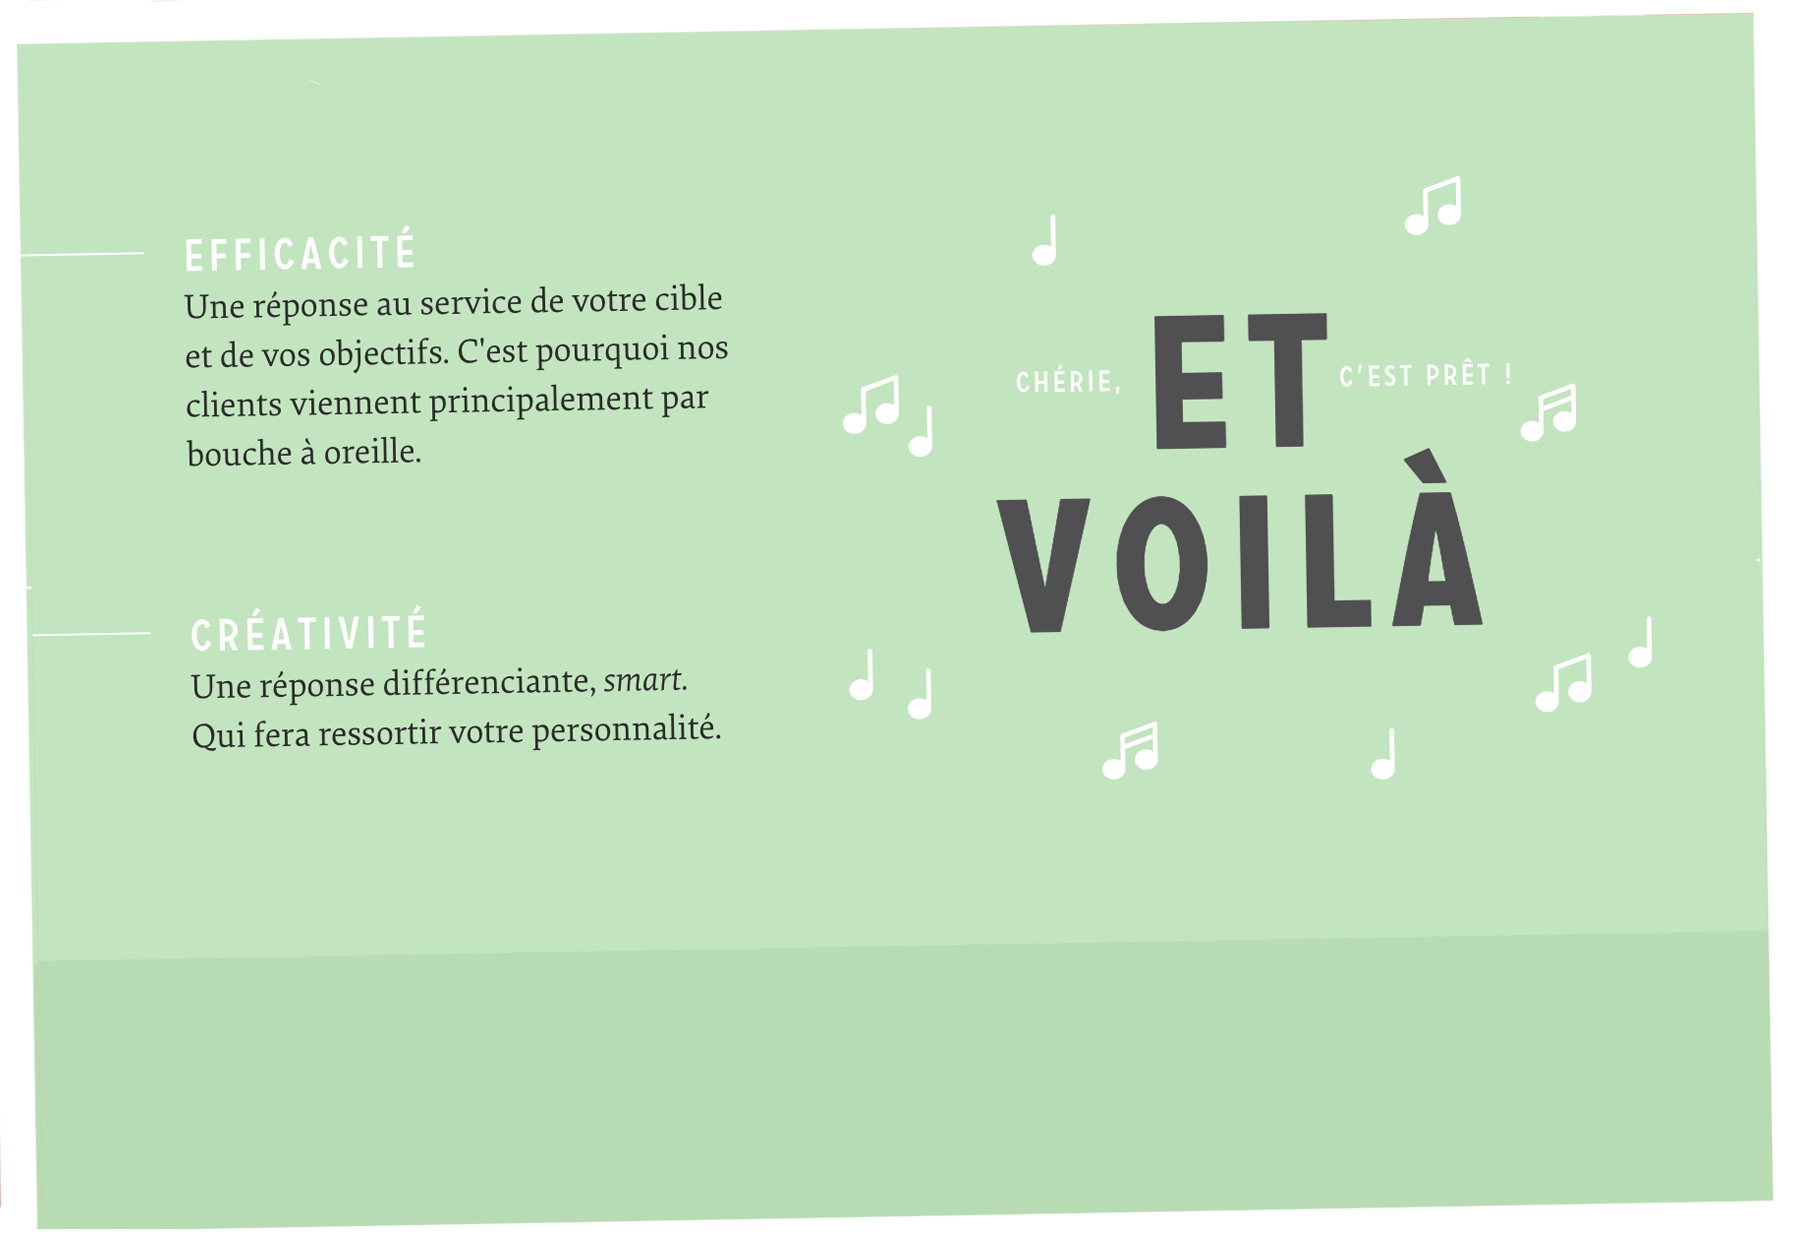 EFFICACITÉ
Une réponse au service de votre cible
et de vos objectifs. C'est pourquoi nos
clients viennent principalement par
bouche à oreille.
CRÉATIVITÉ
Une réponse différenciante, smart.
Qui fera ressortir votre personnalité.
CHÉRIE, ET C'EST PRÊT !
VOILÀ